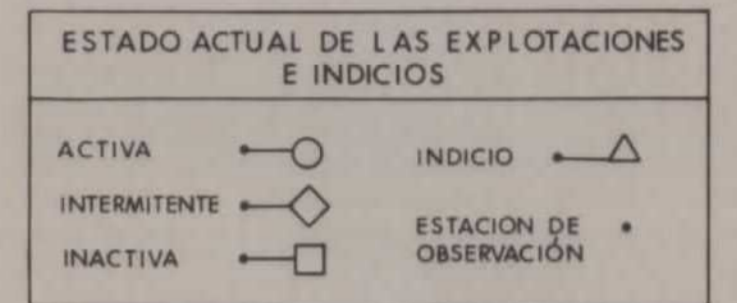 ESTADO ACTUAL DE LAS EXPLOTACIONES
E INDICIOS
ACTIVA
INTERMITENTE
INACTIVA
INDICIO
ESTACION DE
OBSERVACIÓN